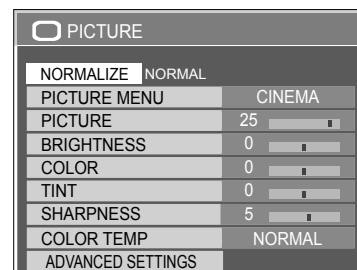 PICTURE
NORMALIZE NORMAL
PICTURE MENU CINEMA
PICTURE 25
BRIGHTNESS 0
COLOR 0
TINT 0
SHARPNESS 5
COLOR TEMP NORMAL
ADVANCED SETTINGS